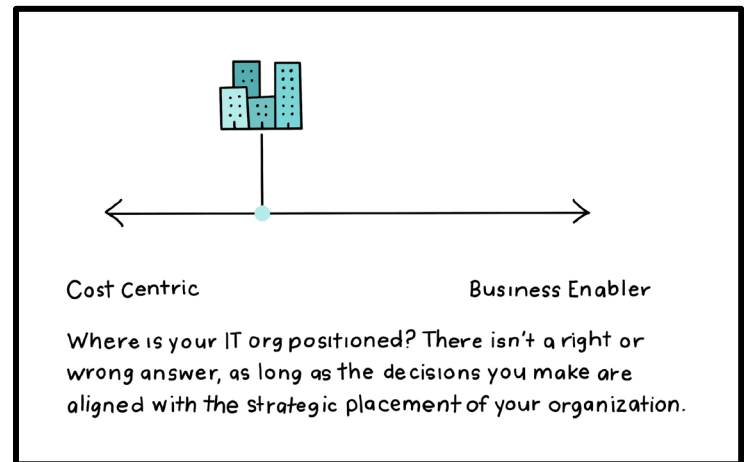 Cost Centric
Business Enabler
Where is your IT org positioned? There isn't a right or
wrong answer, as long as the decisions you make are
aligned with the strategic placement of your organization.